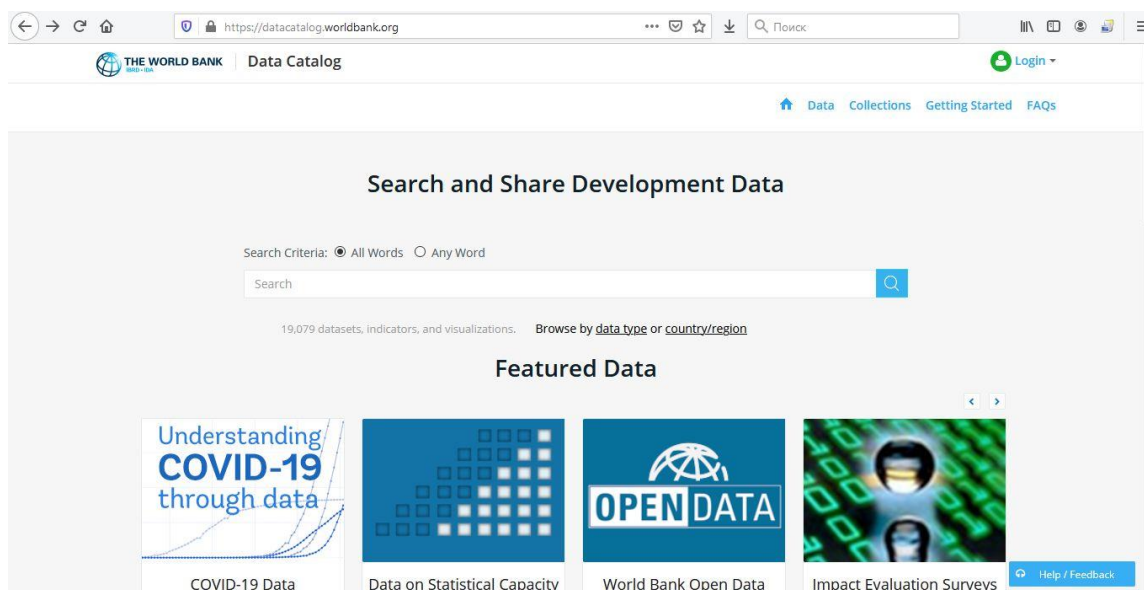 https://datacatalog.worldbank.org
Поиск
THE WORLD BANK
IBRD • IDA
Data Catalog
Login
Data Collections Getting Started FAQs
Search and Share Development Data
Search Criteria: All Words Any Word
Search
19,079 datasets, indicators, and visualizations. Browse by data type or country/region
Featured Data
Understanding
COVID-19
through data
OPEN DATA
COVID-19 Data
Data on Statistical Capacity
World Bank Open Data
Impact Evaluation Surveys
Help / Feedback